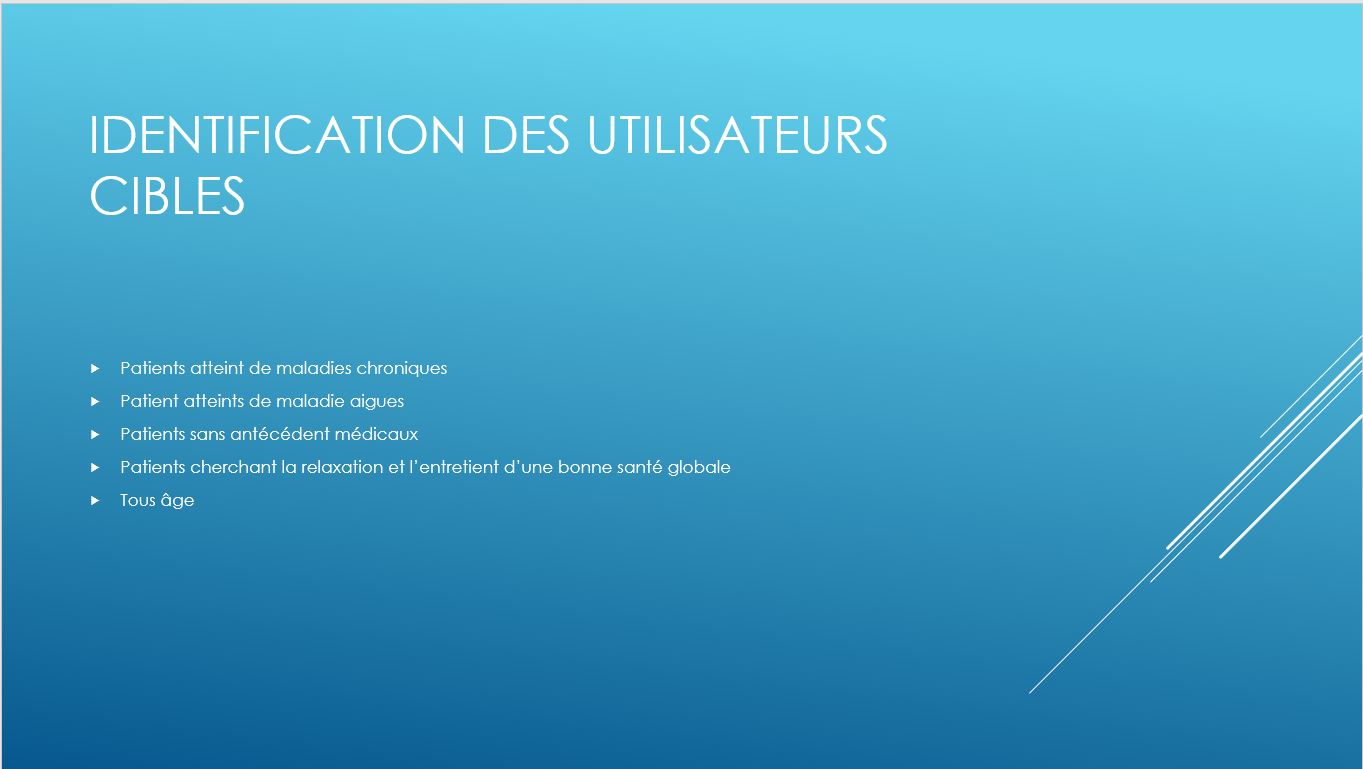 IDENTIFICATION DES UTILISATEURS
CIBLES
Patients atteint de maladies chroniques
Patient atteints de maladie aigues
Patients sans antécédent médicaux
Patients cherchant la relaxation et l’entretient d’une bonne santé globale
Tous âge